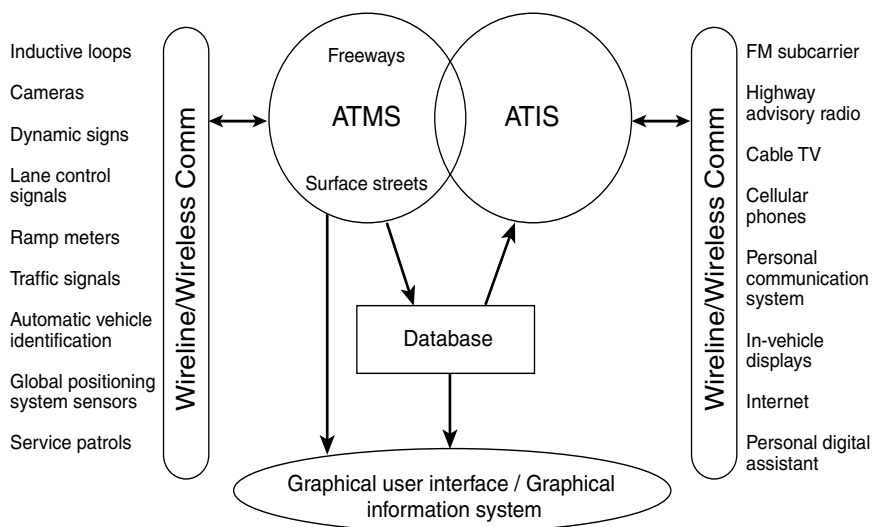 Inductive loops
Cameras
Dynamic signs
Lane control
signals
Ramp meters
Traffic signals
Automatic vehicle
identification
Global positioning
system sensors
Service patrols
Wireline/Wireless Comm
Freeways
ATMS
Surface streets
ATIS
Database
Graphical user interface / Graphical
information system
Wireline/Wireless Comm
FM subcarrier
Highway
advisory radio
Cable TV
Cellular
phones
Personal
communication
system
In-vehicle
displays
Internet
Personal digital
assistant